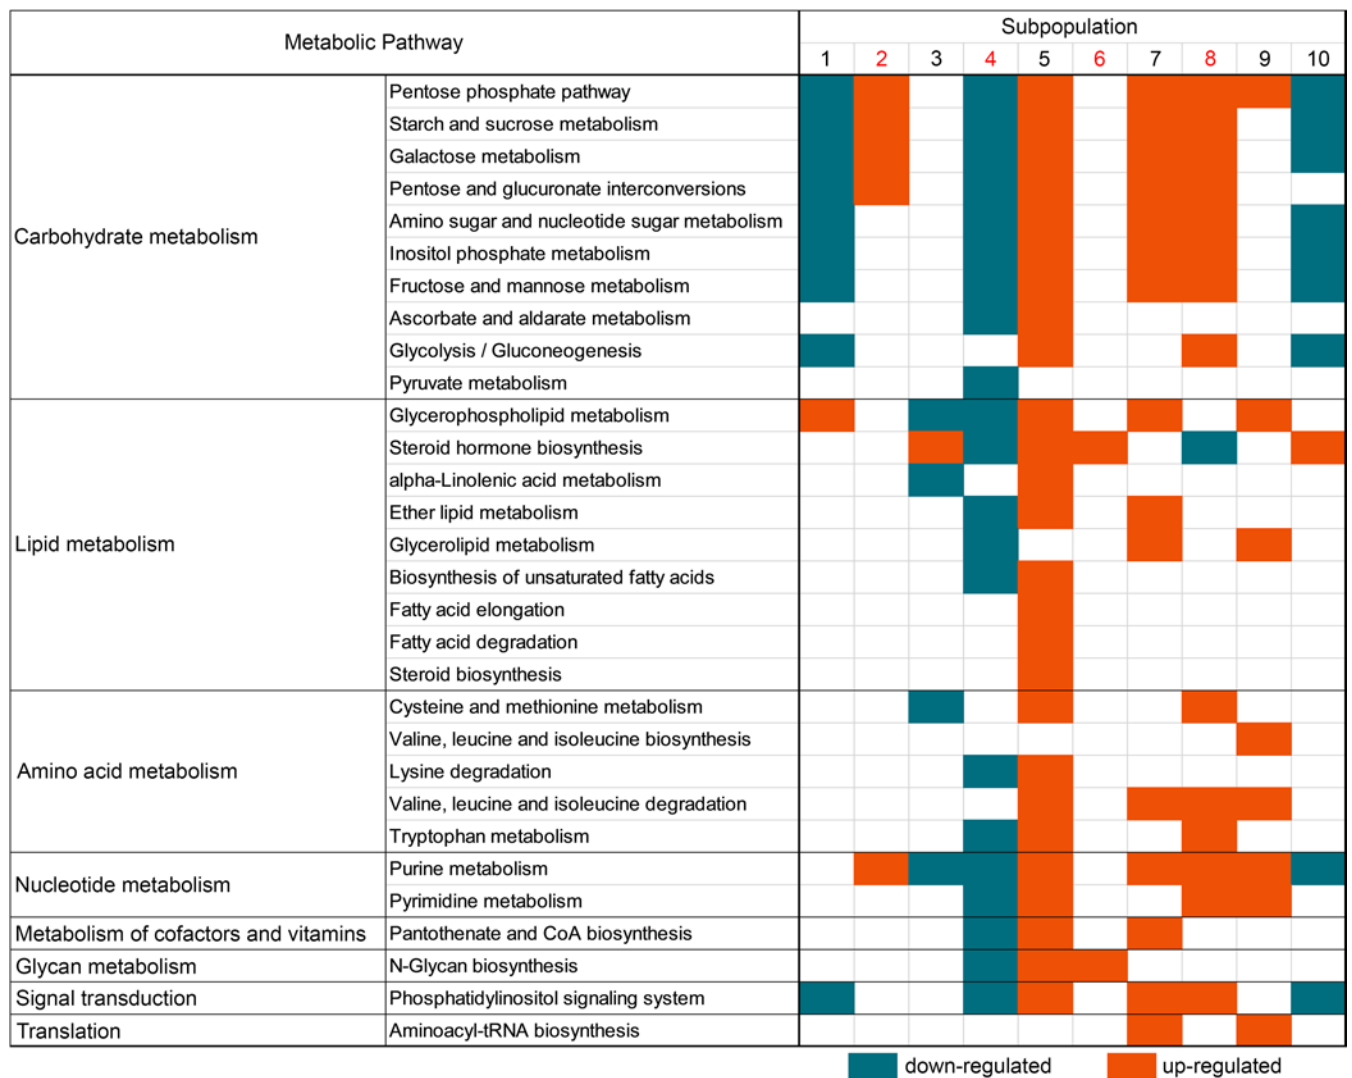 Metabolic Pathway
Subpopulation
1 2 3 4 5 6 7 8 9 10
Carbohydrate metabolism
Pentose phosphate pathway
Starch and sucrose metabolism
Galactose metabolism
Pentose and glucuronate interconversions
Amino sugar and nucleotide sugar metabolism
Inositol phosphate metabolism
Fructose and mannose metabolism
Ascorbate and aldarate metabolism
Glycolysis / Gluconeogenesis
Pyruvate metabolism
Lipid metabolism
Glycerophospholipid metabolism
Steroid hormone biosynthesis
alpha-Linolenic acid metabolism
Ether lipid metabolism
Glycerolipid metabolism
Biosynthesis of unsaturated fatty acids
Fatty acid elongation
Fatty acid degradation
Steroid biosynthesis
Amino acid metabolism
Cysteine and methionine metabolism
Valine, leucine and isoleucine biosynthesis
Lysine degradation
Valine, leucine and isoleucine degradation
Tryptophan metabolism
Nucleotide metabolism
Purine metabolism
Pyrimidine metabolism
Metabolism of cofactors and vitamins
Pantothenate and CoA biosynthesis
Glycan metabolism
N-Glycan biosynthesis
Signal transduction
Phosphatidylinositol signaling system
Translation
Aminoacyl-tRNA biosynthesis
down-regulated
up-regulated